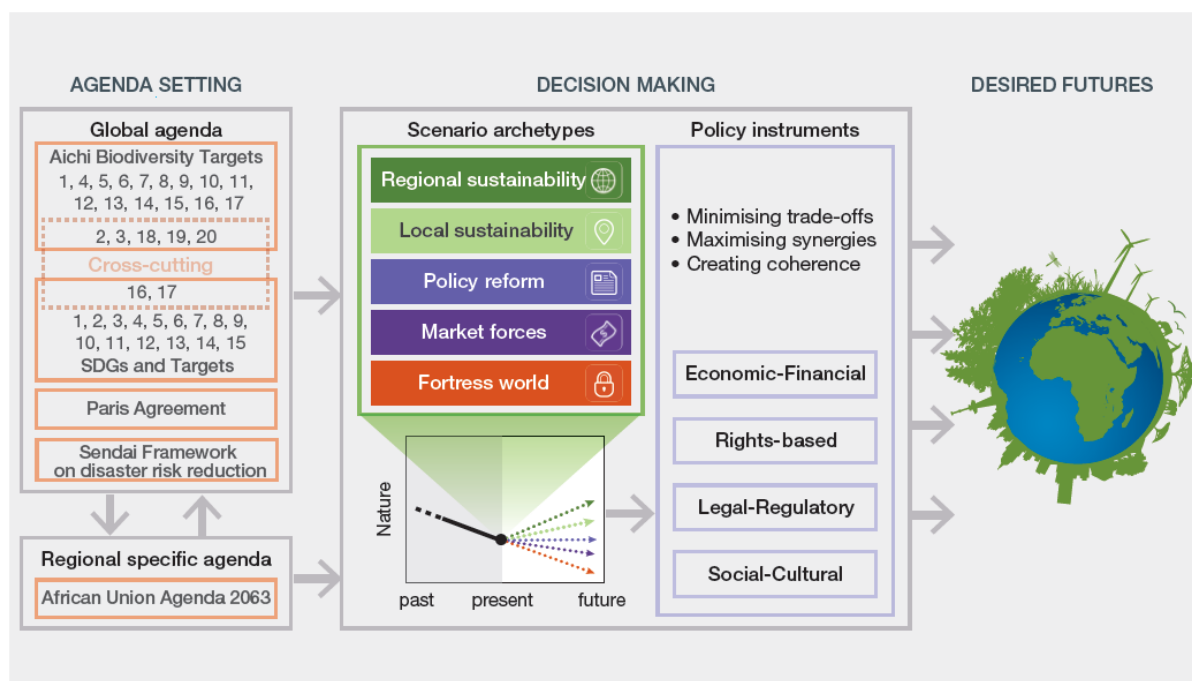 AGENDA SETTING
Global agenda
Aichi Biodiversity Targets
1, 4, 5, 6, 7, 8, 9, 10, 11,
12, 13, 14, 15, 16, 17
2, 3, 18, 19, 20
Cross-cutting
16, 17
1, 2, 3, 4, 5, 6, 7, 8, 9,
10, 11, 12, 13, 14, 15
SDGs and Targets
Paris Agreement
Sendai Framework
on disaster risk reduction
Regional specific agenda
African Union Agenda 2063
DECISION MAKING
Scenario archetypes
Regional sustainability
Local sustainability
Policy reform
Market forces
Fortress world
Nature
past present future
Policy instruments
• Minimising trade-offs
• Maximising synergies
• Creating coherence
Economic-Financial
Rights-based
Legal-Regulatory
Social-Cultural
DESIRED FUTURES